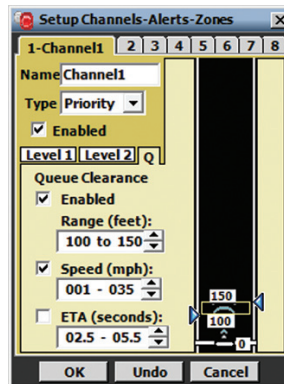 Setup Channels-Alerts-Zones
1-Channel1 2 3 4 5 6 7 8
Name Channel1
Type Priority
Enabled
Level 1 Level 2 Q
Queue Clearance
Enabled
Range (feet):
100 to 150
Speed (mph):
001 - 035
ETA (seconds):
02.5 - 05.5
150
100
0
OK Undo Cancel